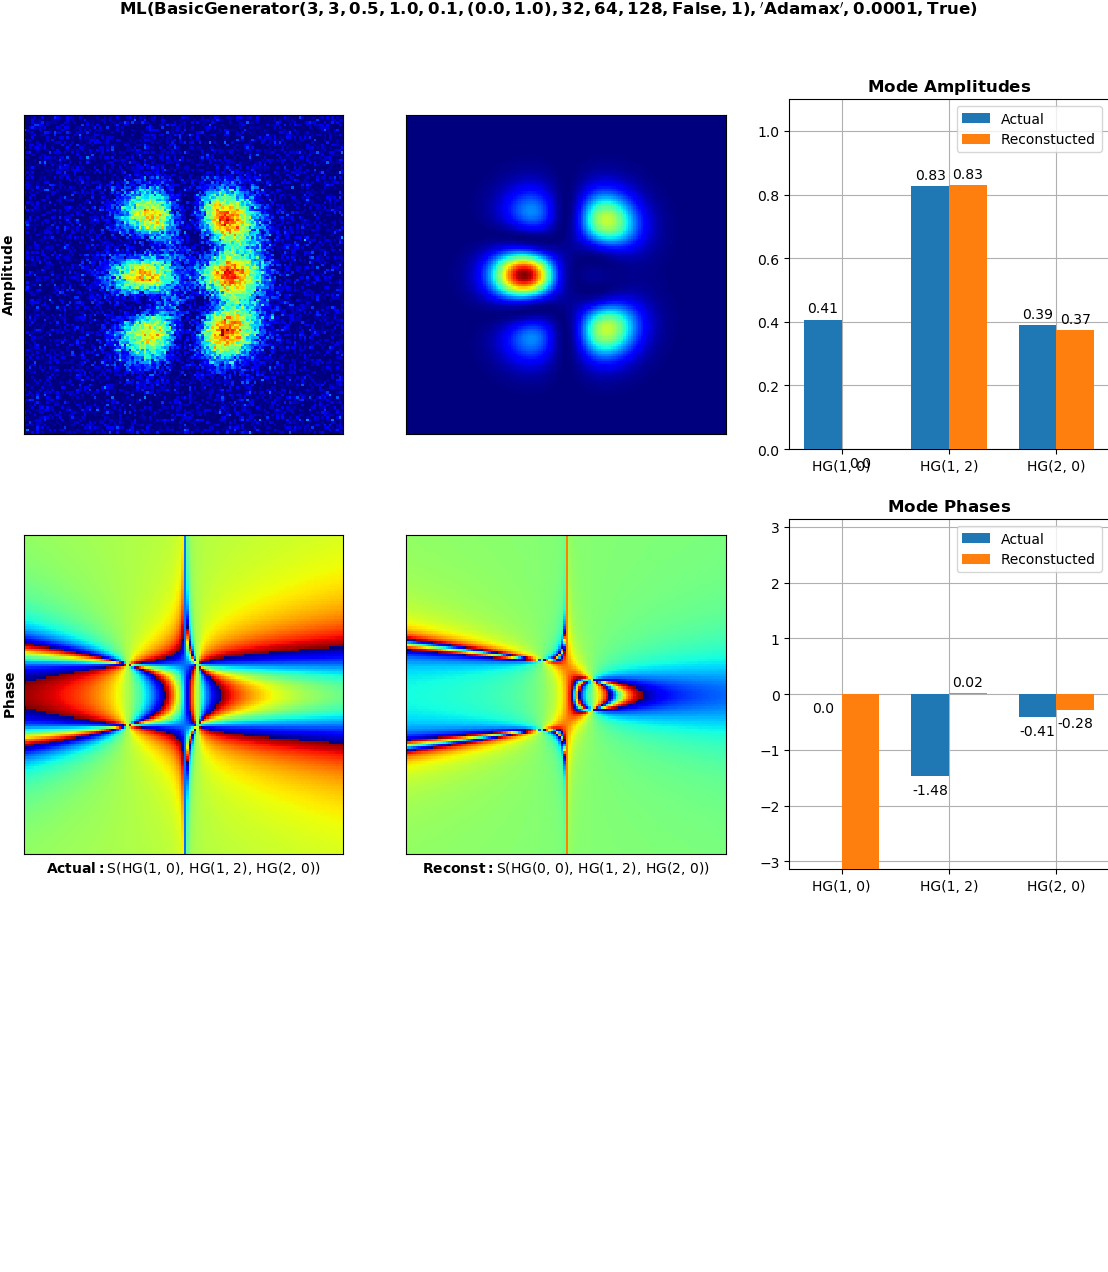 ML(BasicGenerator(3, 3, 0.5, 1.0, 0.1, (0.0, 1.0), 32, 64, 128, False, 1), ′Adamax′, 0.0001, True)
Amplitude
Mode Amplitudes
Actual
Reconstucted
1.0
0.8
0.6
0.4
0.2
0.0
0.41
0.0
0.83
0.83
0.39
0.37
HG(1, 0)
HG(1, 2)
HG(2, 0)
Phase
Actual: S(HG(1, 0), HG(1, 2), HG(2, 0))
Reconst: S(HG(0, 0), HG(1, 2), HG(2, 0))
Mode Phases
Actual
Reconstucted
3
2
1
0
−1
−2
−3
0.0
-1.48
0.02
-0.41
-0.28
HG(1, 0)
HG(1, 2)
HG(2, 0)